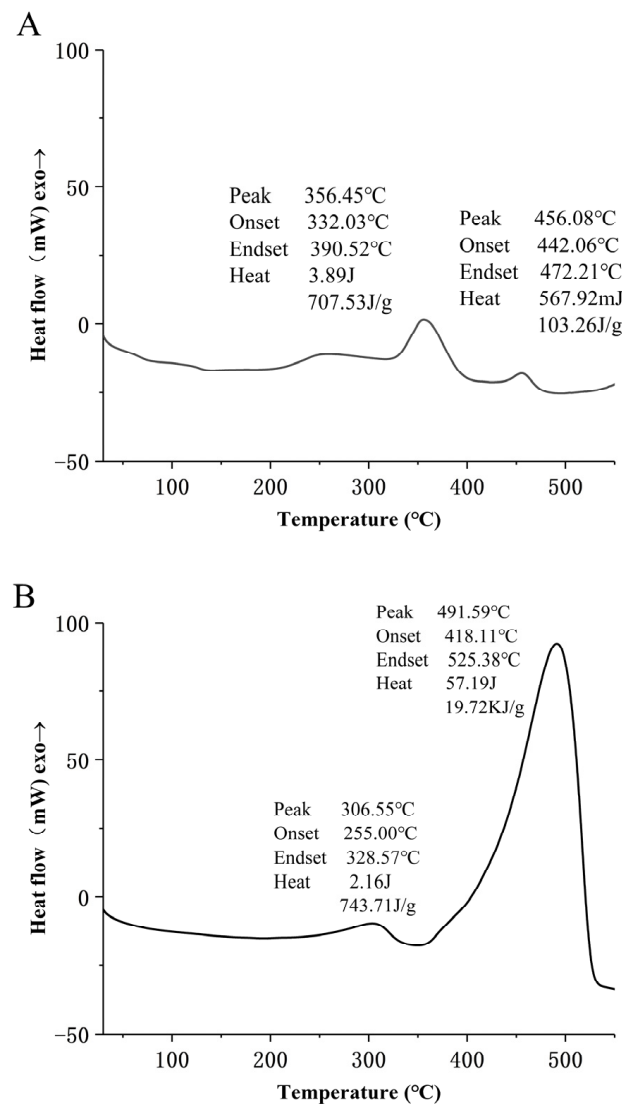 A
Heat flow（mW) exo→
100
50
0
−50
Peak 356.45℃
Onset 332.03℃
Endset 390.52℃
Heat 3.89J
707.53J/g
Peak 456.08℃
Onset 442.06℃
Endset 472.21℃
Heat 567.92mJ
103.26J/g
100 200 300 400 500
Temperature (℃)
B
Heat flow（mW) exo→
100
50
0
−50
Peak 491.59℃
Onset 418.11℃
Endset 525.38℃
Heat 57.19J
19.72KJ/g
Peak 306.55℃
Onset 255.00℃
Endset 328.57℃
Heat 2.16J
743.71J/g
100 200 300 400 500
Temperature (℃)